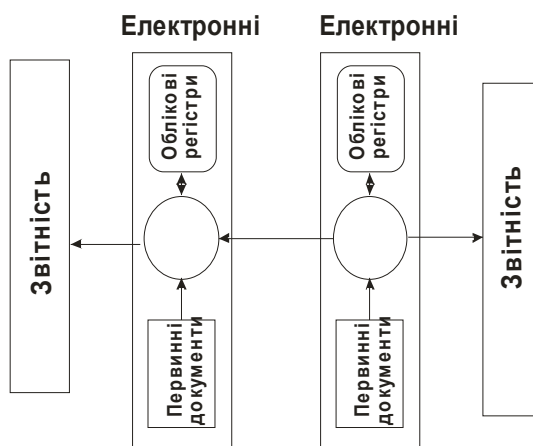 Електронні
Електронні
Звітність
Облікові
регістри
Первинні
документи
Облікові
регістри
Первинні
документи
Звітність